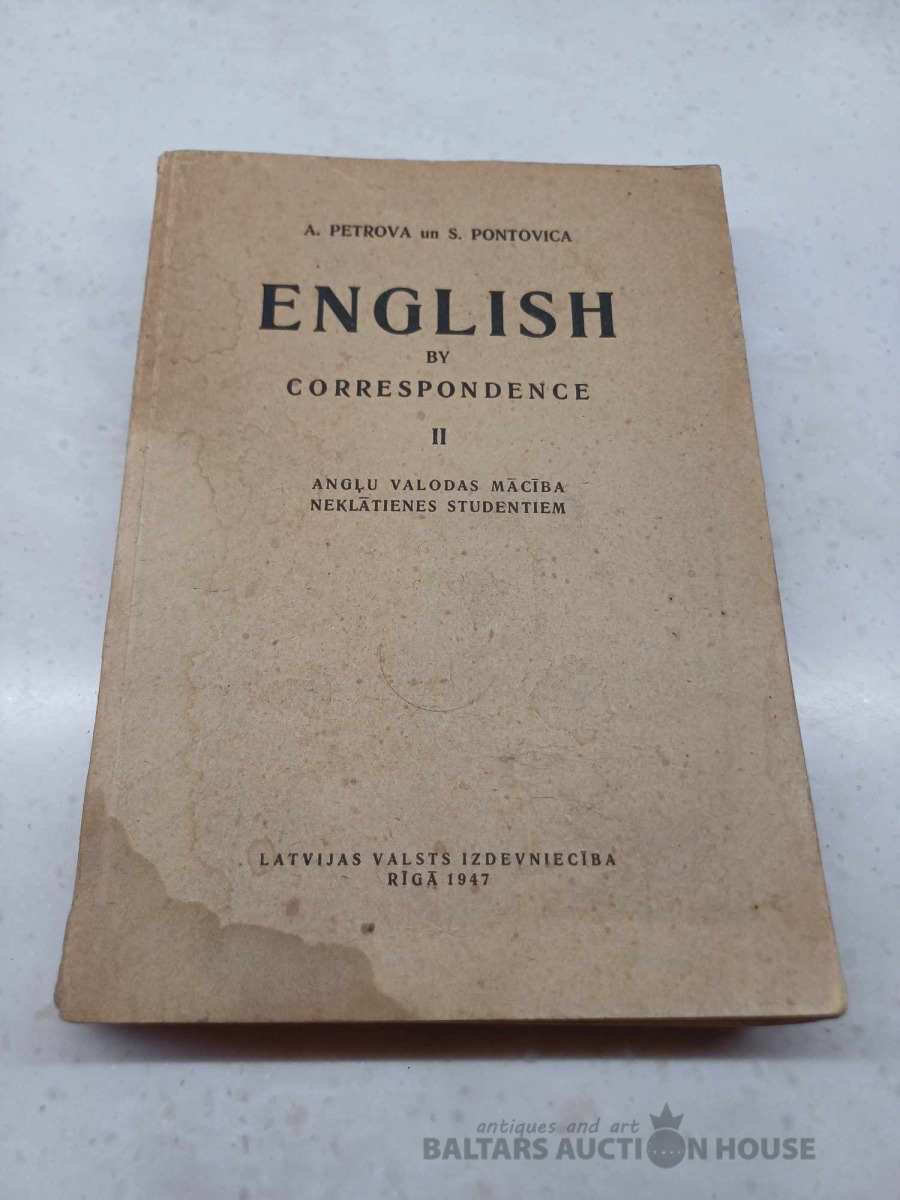 A. PETROVA un S. PONTOVICA
ENGLISH
BY
CORRESPONDENCE
II
ANGĻU VALODAS MĀCĪBA
NEKLĀTIENES STUDENTIEM
LATVIJAS VALSTS IZDEVNIECĪBA
RĪGĀ 1947
antiques and art
BALTARS AUCTION HOUSE